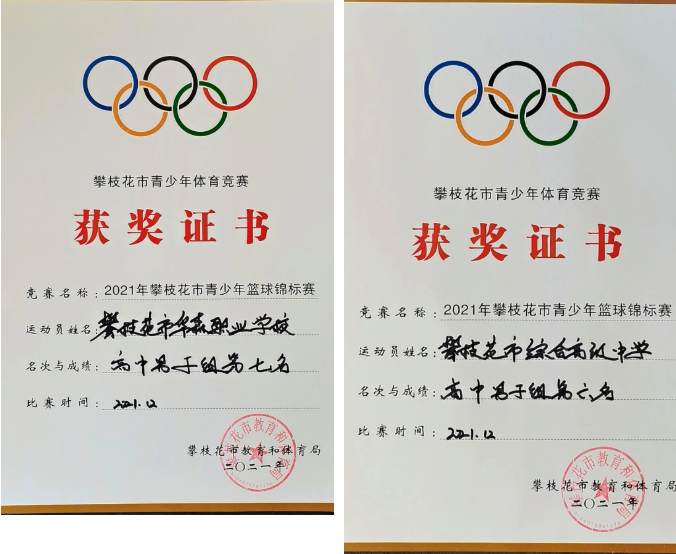 攀枝花市青少年体育竞赛
获奖证书
竞赛名称：2021年攀枝花市青少年篮球锦标赛
运动员姓名：攀枝花市华森职业学校
名次与成绩：高中男子组第七名
比赛时间：2021.12
攀枝花市教育和体育局
二〇二一年
攀枝花市青少年体育竞赛
获奖证书
竞赛名称：2021年攀枝花市青少年篮球锦标赛
运动员姓名：攀枝花市综合高级中学
名次与成绩：高中男子组第六名
比赛时间：2021.12
攀枝花市教育和体育局
二〇二一年